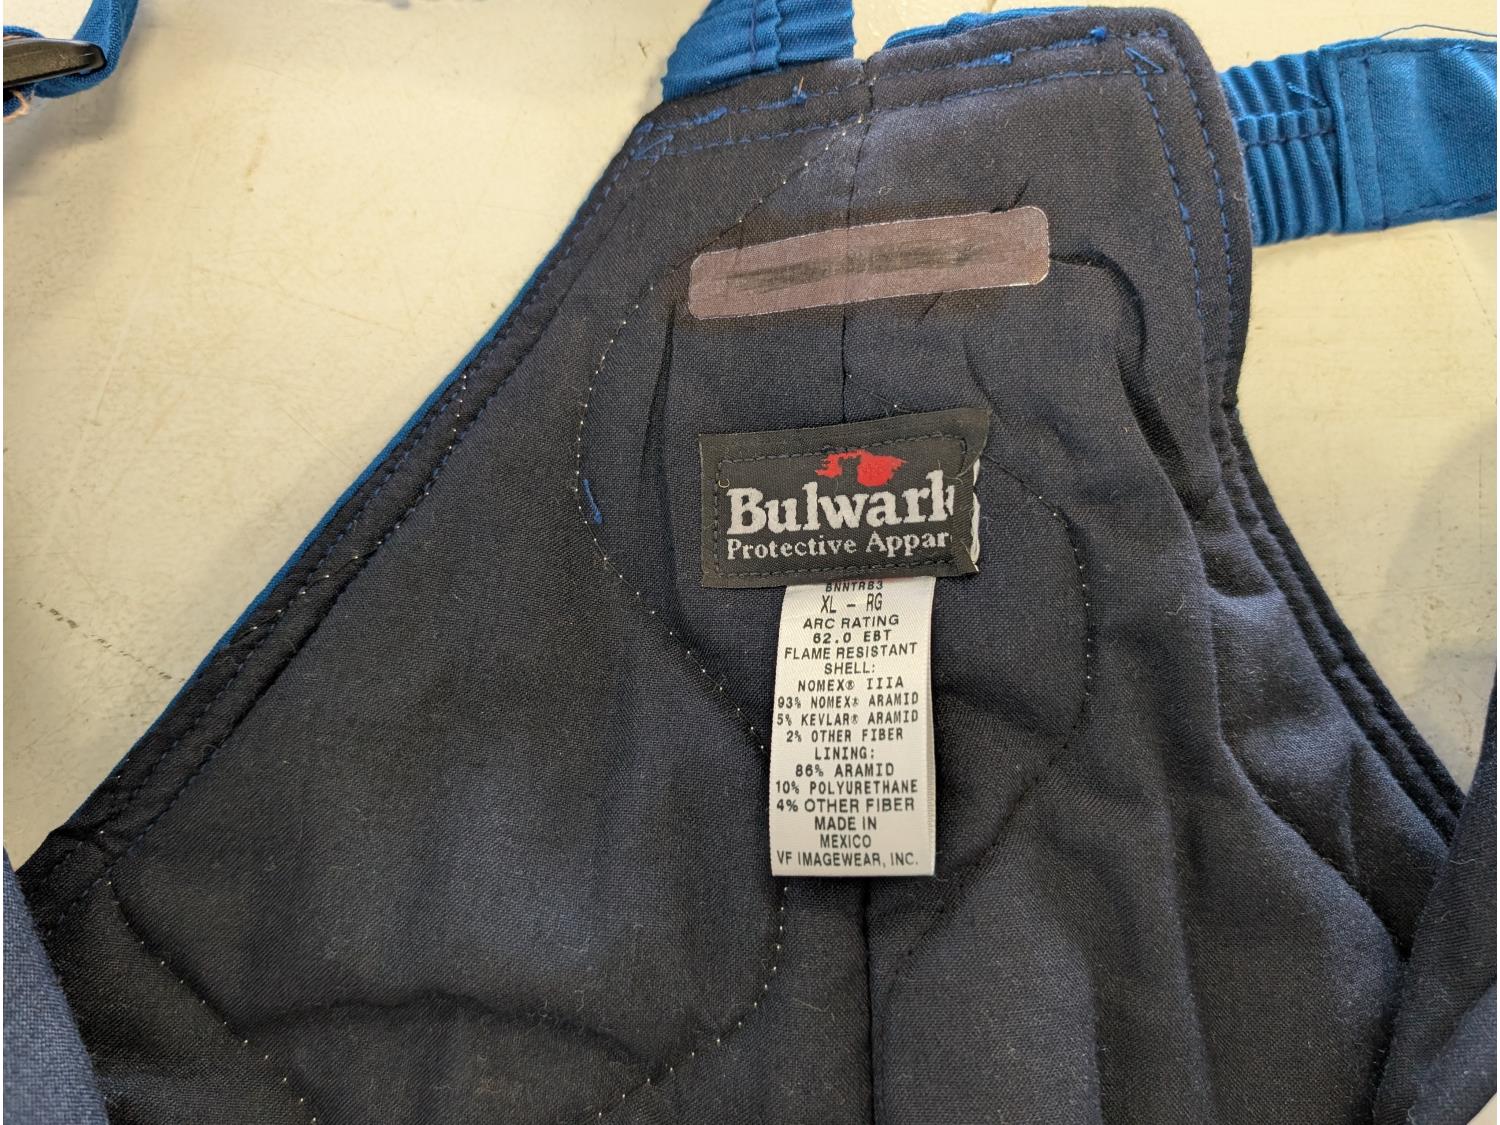 Bulwark
Protective Appar
BNNTRB3
XL - RG
ARC RATING
62.0 EBT
FLAME RESISTANT
SHELL:
NOMEX® IIIA
93% NOMEX® ARAMID
5% KEVLAR® ARAMID
2% OTHER FIBER
LINING:
86% ARAMID
10% POLYURETHANE
4% OTHER FIBER
MADE IN
MEXICO
VF IMAGEWEAR, INC.